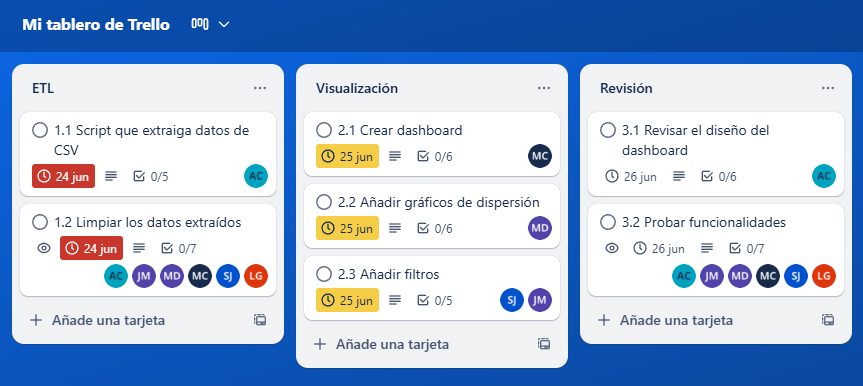 Mi tablero de Trello
ETL
1.1 Script que extraiga datos de
CSV
24 jun 0/5 AC
1.2 Limpiar los datos extraídos
24 jun 0/7
AC JM MD MC SJ LG
Añade una tarjeta
Visualización
2.1 Crear dashboard
25 jun 0/6 MC
2.2 Añadir gráficos de dispersión
25 jun 0/6 MD
2.3 Añadir filtros
25 jun 0/5 SJ JM
Añade una tarjeta
Revisión
3.1 Revisar el diseño del
dashboard
26 jun 0/6 AC
3.2 Probar funcionalidades
26 jun 0/7
AC JM MD MC SJ LG
Añade una tarjeta